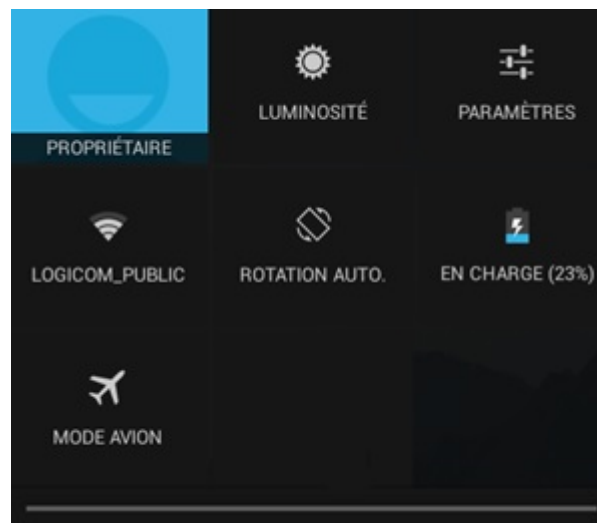 LUMINOSITÉ
PARAMÈTRES
PROPRIÉTAIRE
LOGICOM_PUBLIC
ROTATION AUTO.
EN CHARGE (23%)
MODE AVION